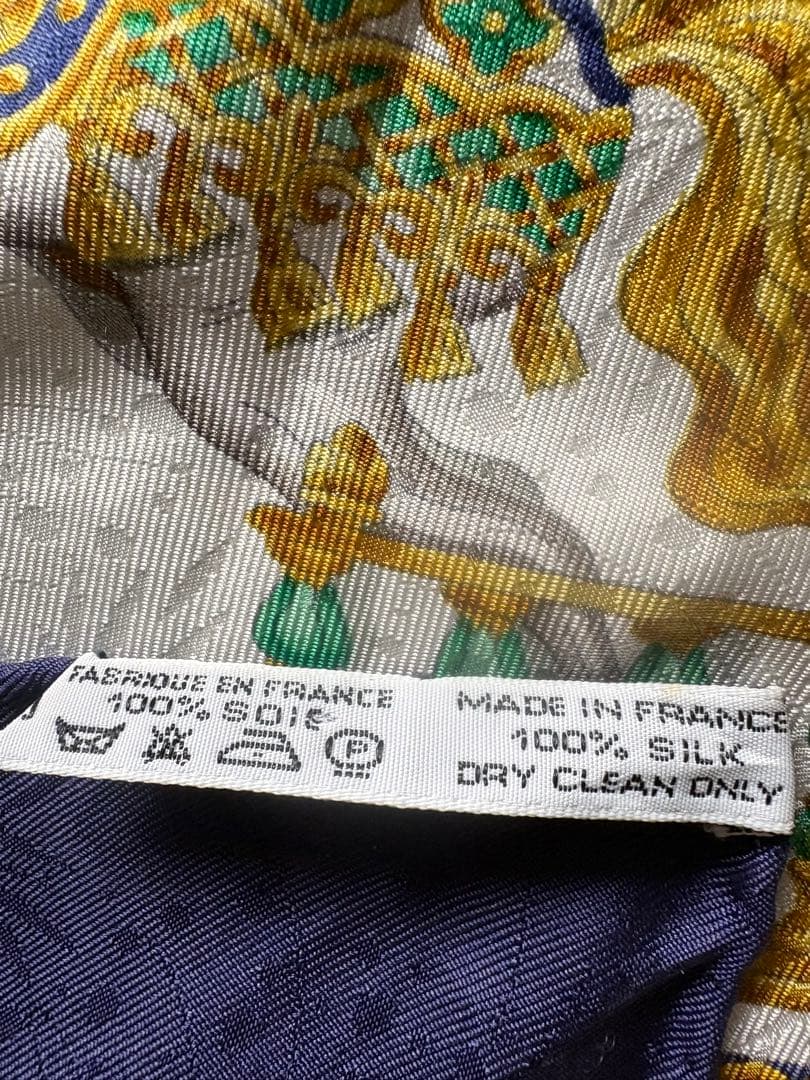 FABRIQUE EN FRANCE
100% SOIE
P
MADE IN FRANCE
100% SILK
DRY CLEAN ONLY